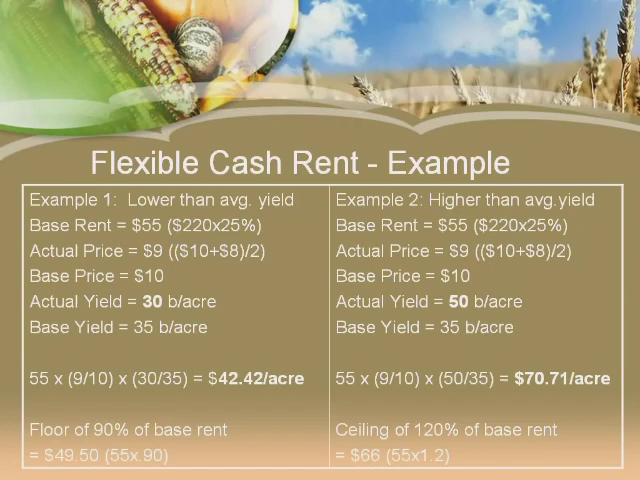 Flexible Cash Rent - Example
Example 1:  Lower than avg. yield
Base Rent = $55 ($220x25%)
Actual Price = $9 (($10+$8)/2)
Base Price = $10
Actual Yield = 30 b/acre
Base Yield = 35 b/acre
55 x (9/10) x (30/35) = $42.42/acre
Floor of 90% of base rent
= $49.50 (55x.90)
Example 2: Higher than avg.yield
Base Rent = $55 ($220x25%)
Actual Price = $9 (($10+$8)/2)
Base Price = $10
Actual Yield = 50 b/acre
Base Yield = 35 b/acre
55 x (9/10) x (50/35) = $70.71/acre
Ceiling of 120% of base rent
= $66 (55x1.2)